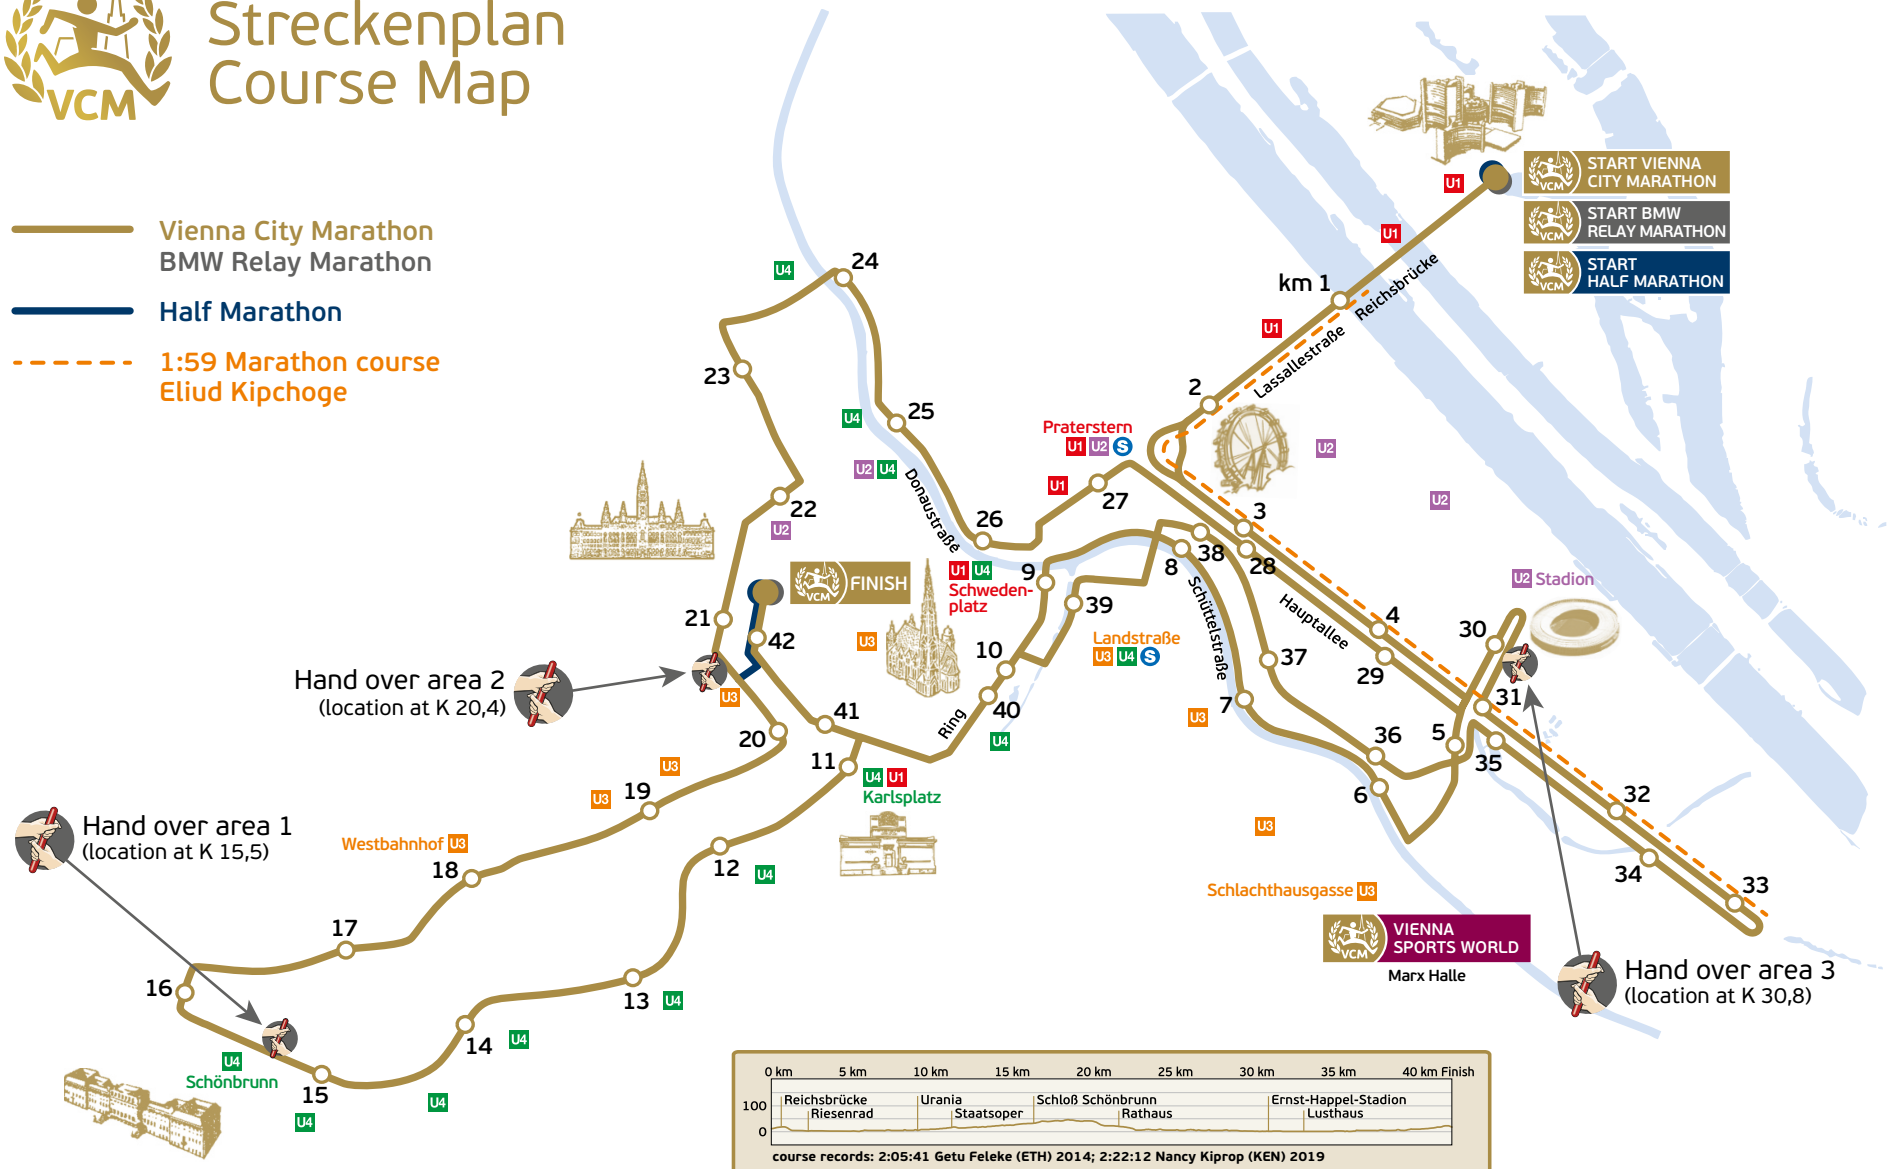 Streckenplan
Course Map
VCM
Vienna City Marathon
BMW Relay Marathon
Half Marathon
1:59 Marathon course
Eliud Kipchoge
VCM
START VIENNA
CITY MARATHON
VCM
START BMW
RELAY MARATHON
VCM
START
HALF MARATHON
U1
U1
km 1
Reichsbrücke
U1
Lassallestraße
2
24
U4
23
25
U4
Praterstern
U1 U2 S
U2
U2 U4
Donaustraße
U1
27
U2
22
U2
26
3
38
28
8
9
U1 U4
Schweden-
platz
VCM
FINISH
U2 Stadion
Schüttelstraße
Hauptallee
39
4
30
21
42
U3
Landstraße
U3 U4 S
10
37
29
Hand over area 2
(location at K 20,4)
U3
31
7
40
U3
41
Ring
20
U4
5
36
35
11
U4 U1
Karlsplatz
U3
19
U3
6
32
Hand over area 1
(location at K 15,5)
Westbahnhof U3
18
U3
12
U4
34
33
Schlachthausgasse U3
17
VCM
VIENNA
SPORTS WORLD
Marx Halle
16
13
U4
Hand over area 3
(location at K 30,8)
14
U4
U4
Schönbrunn
15
U4
U4
0 km 5 km 10 km 15 km 20 km 25 km 30 km 35 km 40 km Finish
Reichsbrücke Urania Schloß Schönbrunn Ernst-Happel-Stadion
100
Riesenrad Staatsoper Rathaus Lusthaus
0
course records: 2:05:41 Getu Feleke (ETH) 2014; 2:22:12 Nancy Kiprop (KEN) 2019